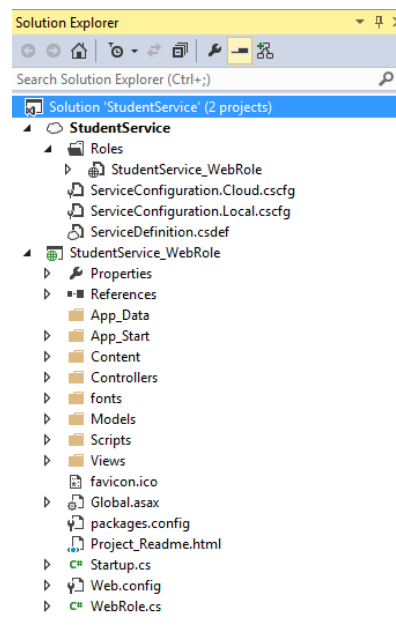 Solution Explorer
Search Solution Explorer (Ctrl+;)
Solution 'StudentService' (2 projects)
StudentService
Roles
StudentService_WebRole
ServiceConfiguration.Cloud.cscfg
ServiceConfiguration.Local.cscfg
ServiceDefinition.csdef
StudentService_WebRole
Properties
References
App_Data
App_Start
Content
Controllers
fonts
Models
Scripts
Views
favicon.ico
Global.asax
packages.config
Project_Readme.html
C# Startup.cs
Web.config
C# WebRole.cs